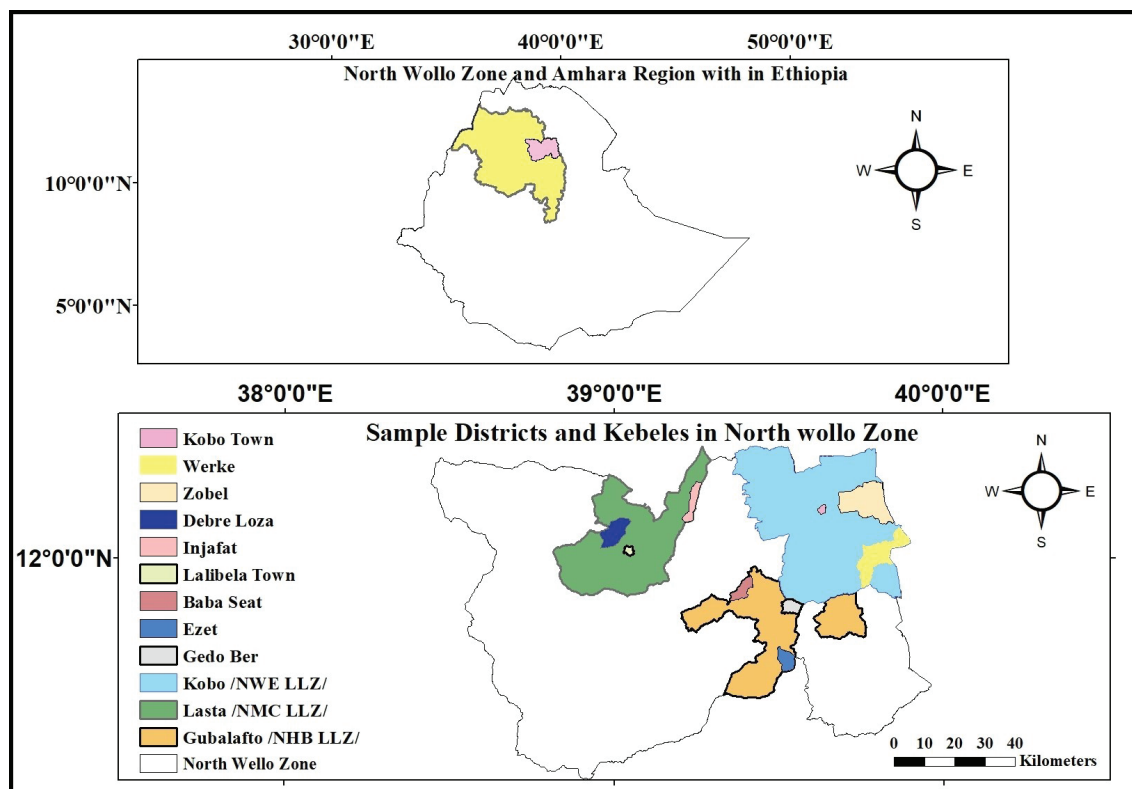 30°0'0"E 40°0'0"E 50°0'0"E
North Wollo Zone and Amhara Region with in Ethiopia
N
W E
S
10°0'0"N
5°0'0"N
38°0'0"E 39°0'0"E 40°0'0"E
Sample Districts and Kebeles in North wollo Zone
N
W E
S
12°0'0"N
Kobo Town
Werke
Zobel
Debre Loza
Injafat
Lalibela Town
Baba Seat
Ezet
Gedo Ber
Kobo /NWE LLZ/
Lasta /NMC LLZ/
Gubalafto /NHB LLZ/
North Wello Zone
0 10 20 30 40
Kilometers